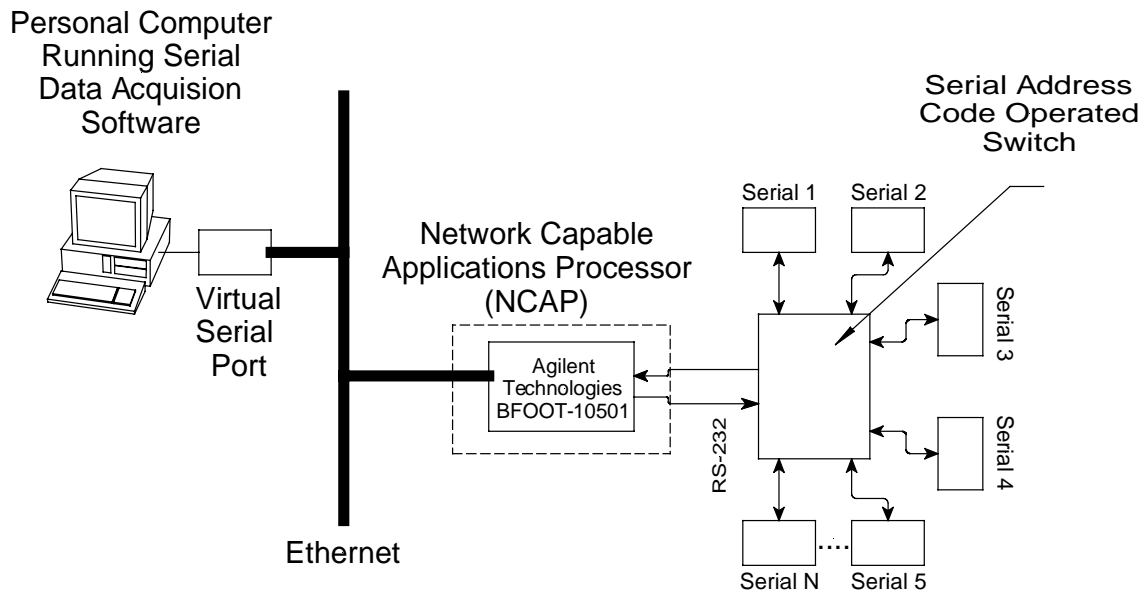 Personal Computer
Running Serial
Data Acquision
Software
Serial Address
Code Operated
Switch
Serial 1
Serial 2
Network Capable
Applications Processor
(NCAP)
Virtual
Serial
Port
Serial 3
Agilent
Technologies
BFOOT-10501
RS-232
Serial 4
Ethernet
....
Serial N
Serial 5